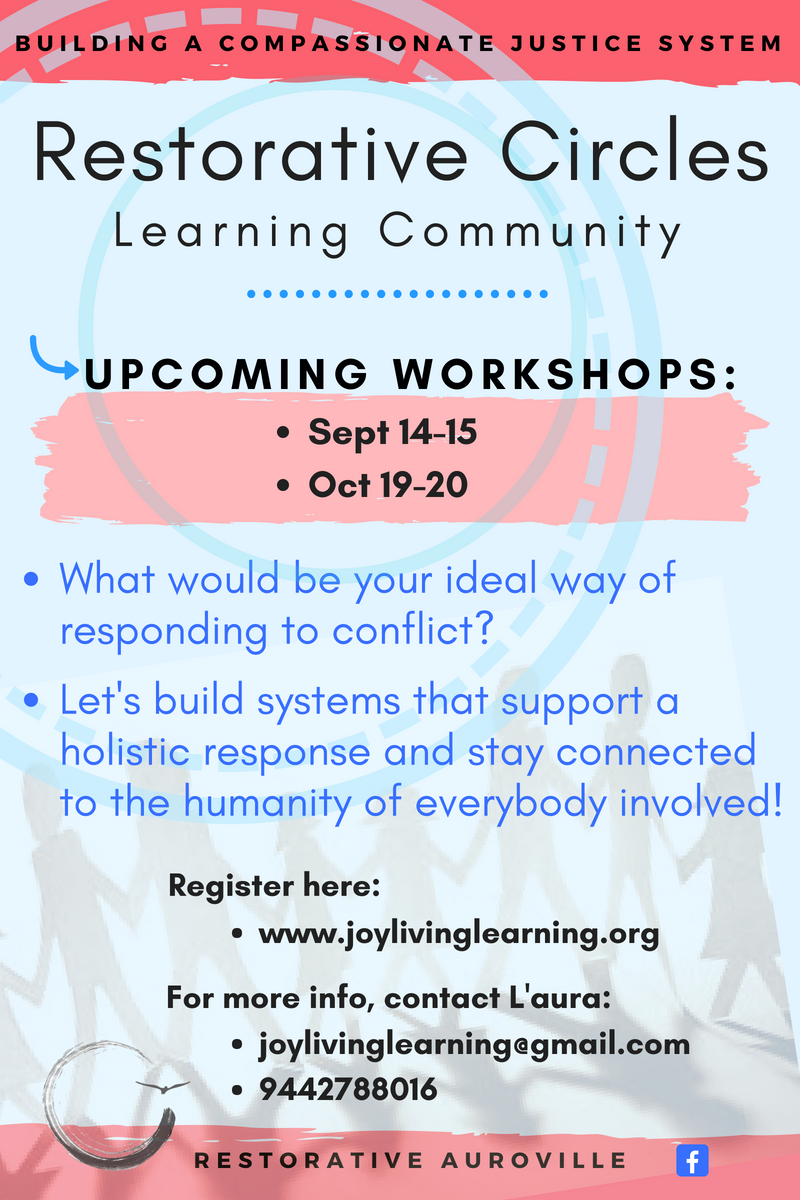 BUILDING A COMPASSIONATE JUSTICE SYSTEM
Restorative Circles
Learning Community
UPCOMING WORKSHOPS:
• Sept 14-15
• Oct 19-20
• What would be your ideal way of
responding to conflict?
• Let's build systems that support a
holistic response and stay connected
to the humanity of everybody involved!
Register here:
• www.joylivinglearning.org
For more info, contact L'aura:
• joylivinglearning@gmail.com
• 9442788016
RESTORATIVE AUROVILLE